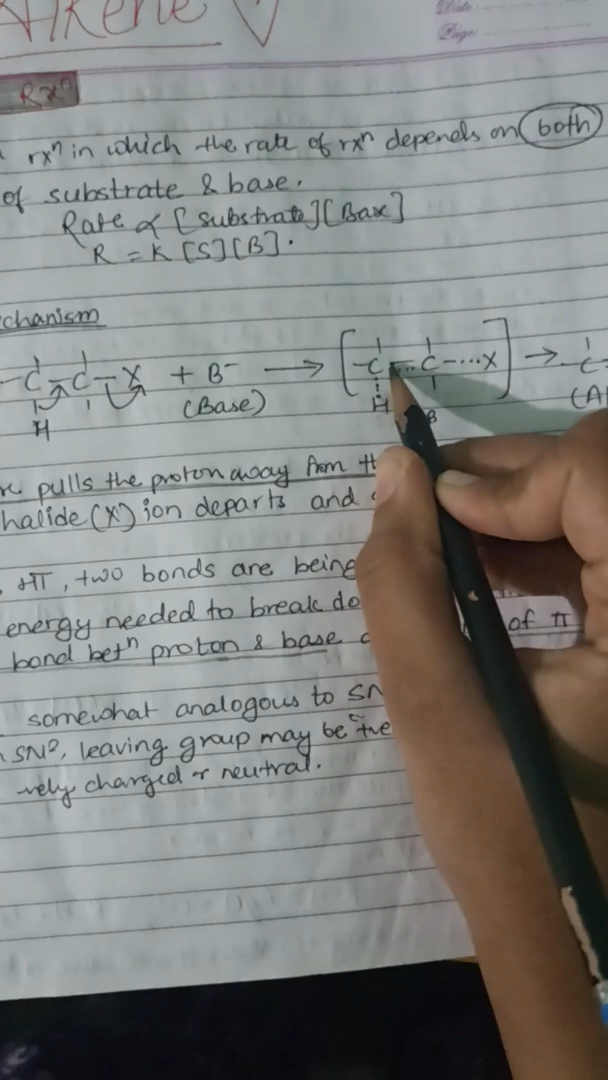 Alkene
Date
Page
Rxⁿ
rxⁿ in which the rate of rxⁿ depends on both
of substrate & base.
Rate ∝ [Substrate][Base]
R = K [S][B].
chanism
-C-C-X + B⁻ → [-C=C---X] → C
H (Base) H B (A
pulls the proton away from th
halide (X) ion departs and
, two bonds are being
energy needed to break do of π
bond betⁿ proton & base
somewhat analogous to SN
SN², leaving group may be +ve
vely charged or neutral.